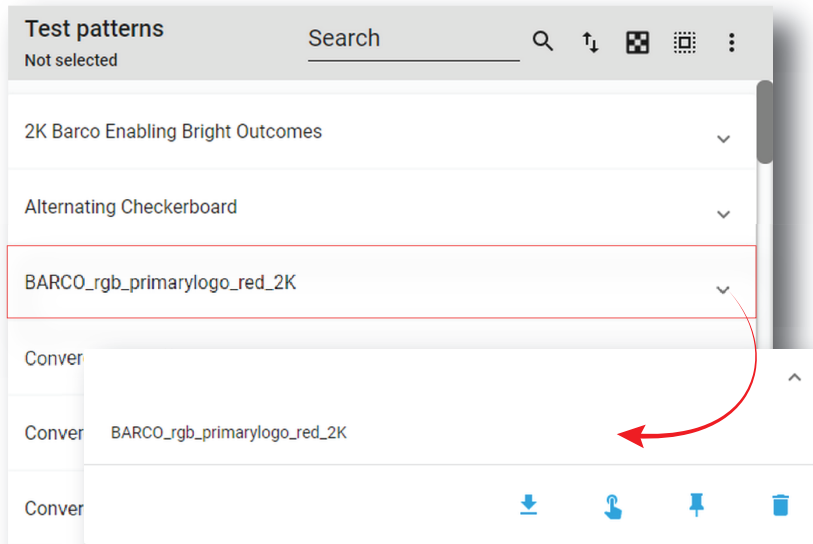 Test patterns
Not selected
Search
2K Barco Enabling Bright Outcomes
Alternating Checkerboard
BARCO_rgb_primarylogo_red_2K
Conver
Conver
Conver
BARCO_rgb_primarylogo_red_2K